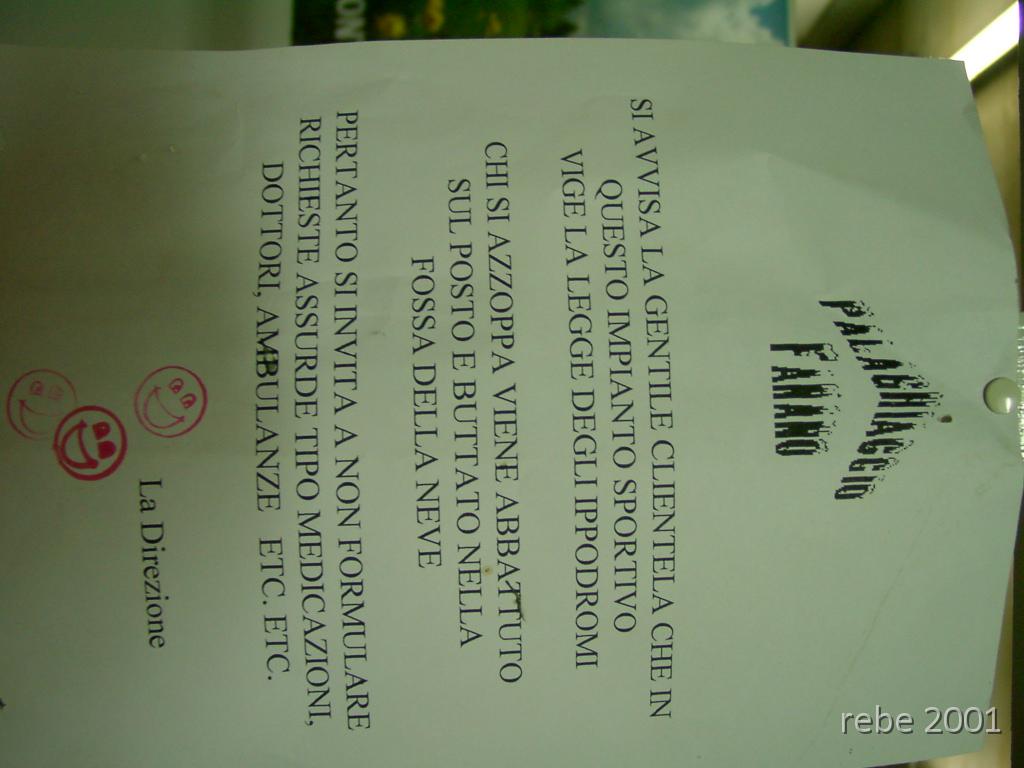 PALAGHIAGGIO
FANANO
SI AVVISA LA GENTILE CLIENTELA CHE IN
QUESTO IMPIANTO SPORTIVO
VIGE LA LEGGE DEGLI IPPODROMI
CHI SI AZZOPPA VIENE ABBATTUTO
SUL POSTO E BUTTATO NELLA
FOSSA DELLA NEVE
PERTANTO SI INVITA A NON FORMULARE
RICHIESTE ASSURDE TIPO MEDICAZIONI,
DOTTORI, AMBULANZE ETC. ETC.
La Direzione
ON
rebe 2001